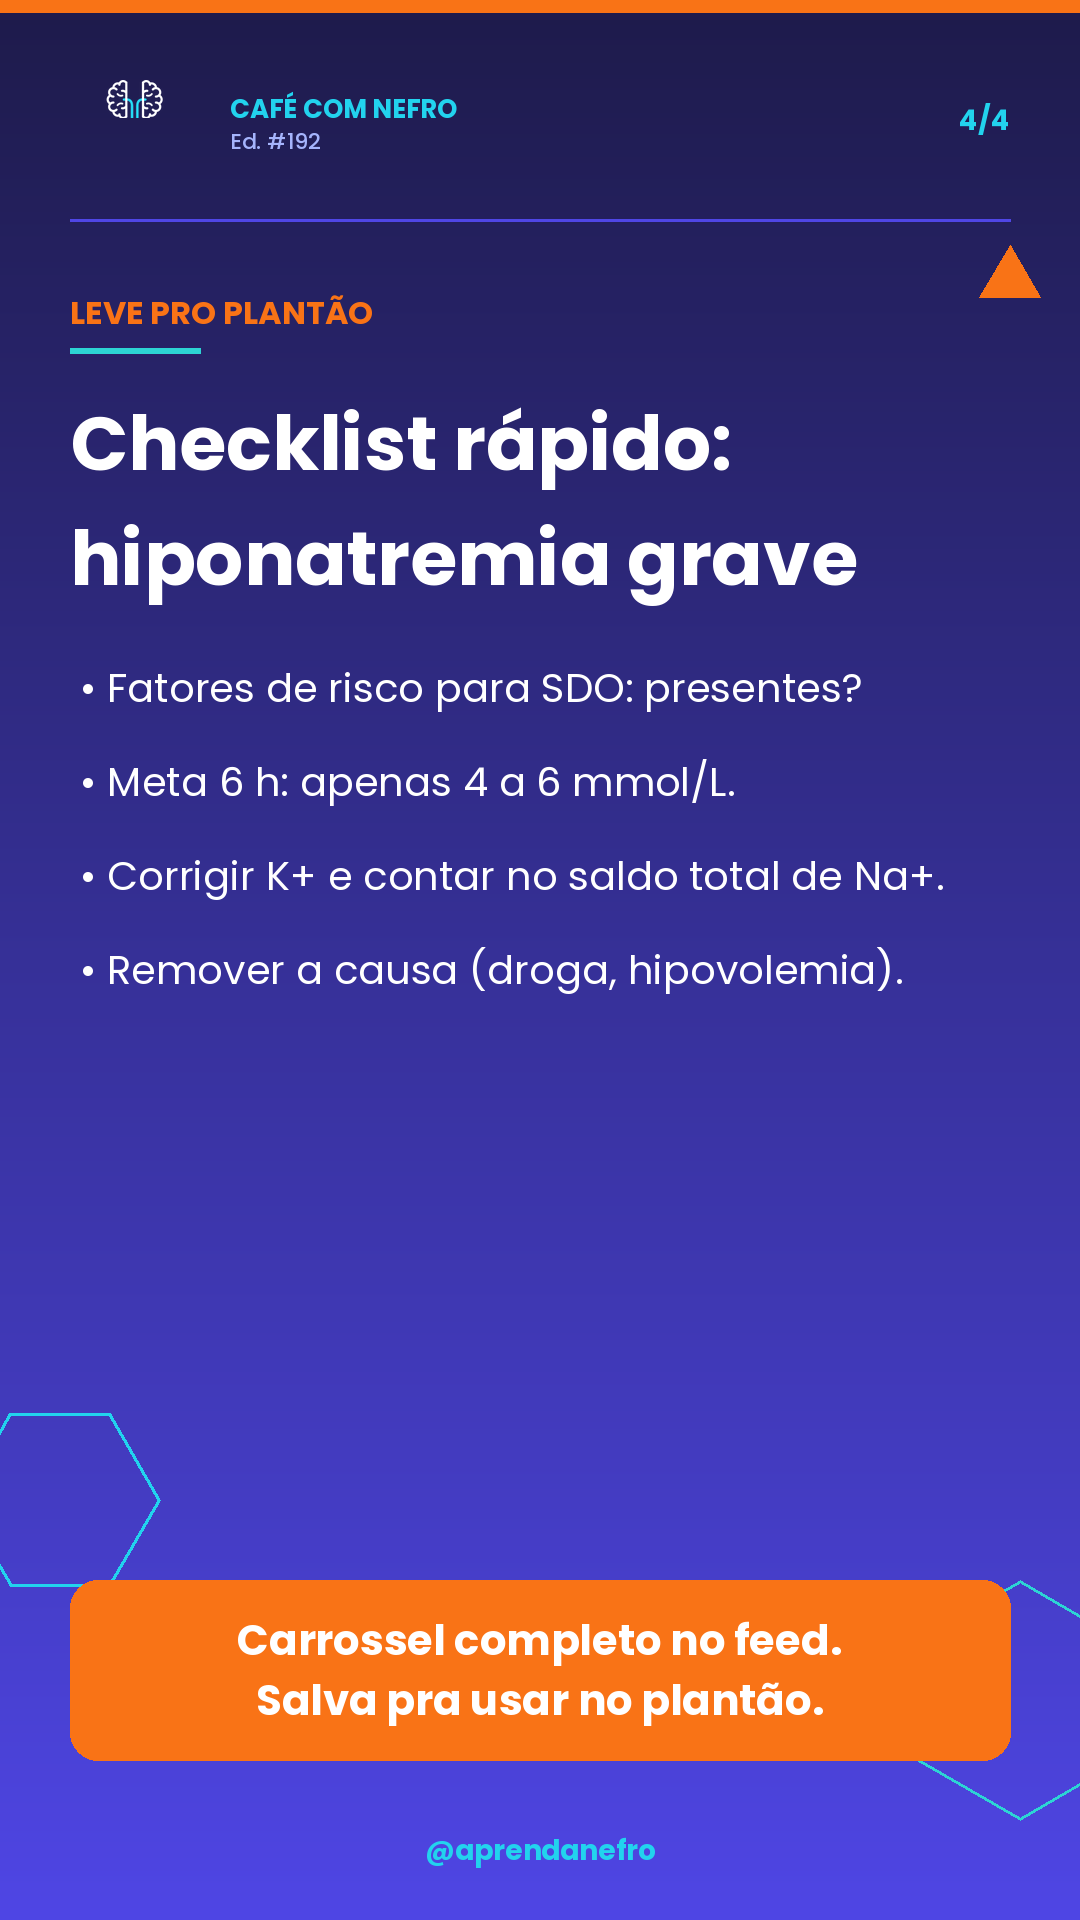 CAFÉ COM NEFRO
Ed. #192
4/4
LEVE PRO PLANTÃO
Checklist rápido:
hiponatremia grave
• Fatores de risco para SDO: presentes?
• Meta 6 h: apenas 4 a 6 mmol/L.
• Corrigir K+ e contar no saldo total de Na+.
• Remover a causa (droga, hipovolemia).
Carrossel completo no feed.
Salva pra usar no plantão.
@aprendanefro